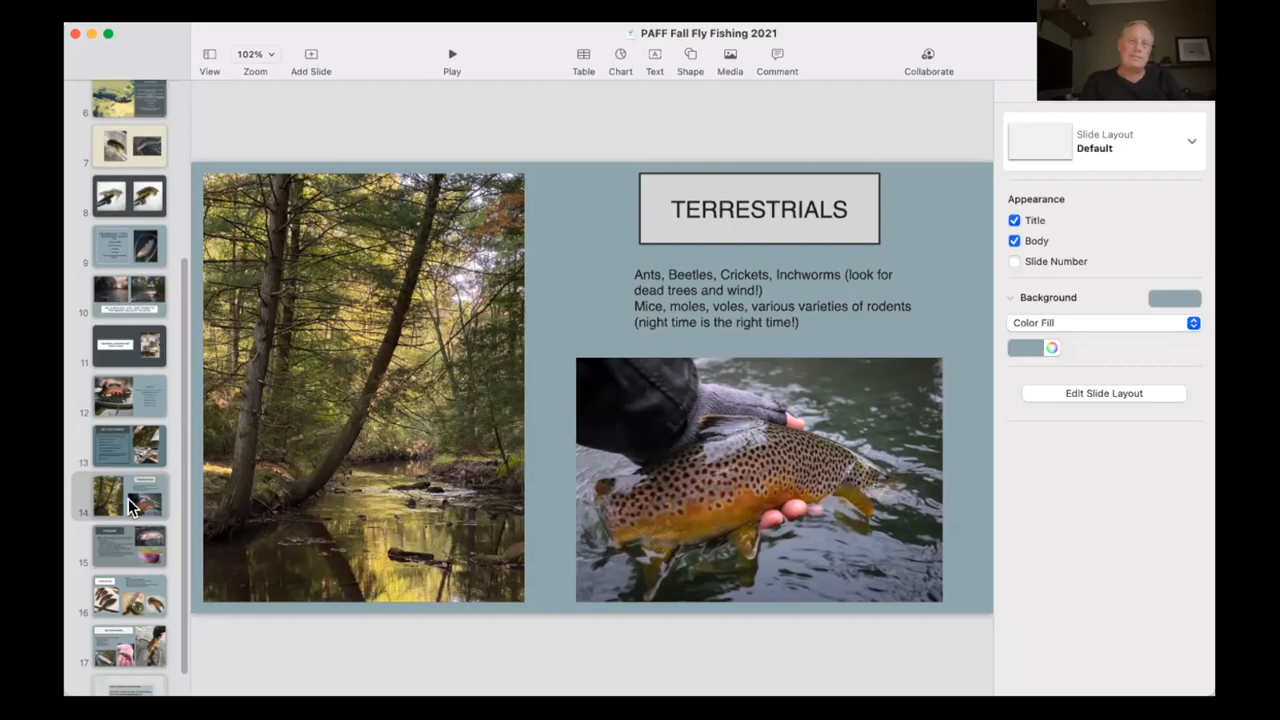 PAFF Fall Fly Fishing 2021
102%
View
Zoom
Add Slide
Play
Table
Chart
Text
Shape
Media
Comment
Collaborate
6
7
8
9
10
11
12
13
14
15
16
17
TERRESTRIALS
Ants, Beetles, Crickets, Inchworms (look for
dead trees and wind!)
Mice, moles, voles, various varieties of rodents
(night time is the right time!)
Slide Layout
Default
Appearance
Title
Body
Slide Number
Background
Color Fill
Edit Slide Layout